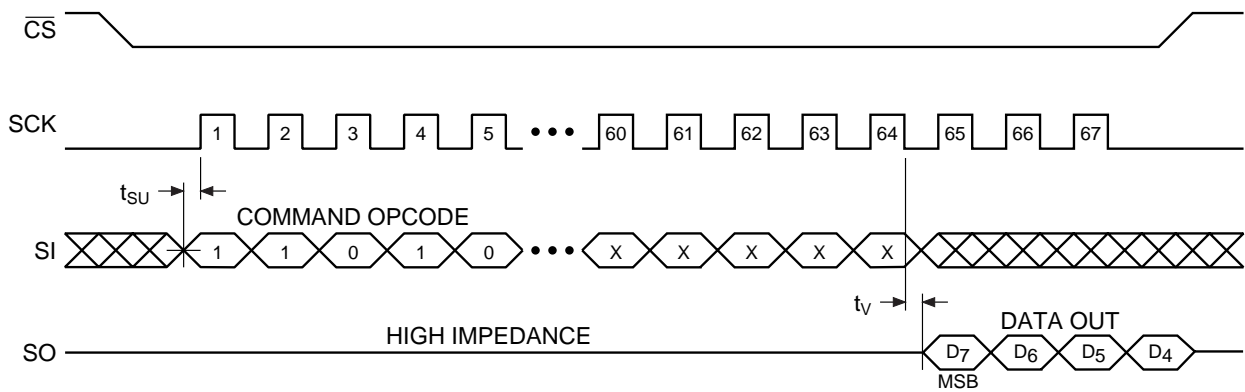 CS
SCK 1 2 3 4 5 ••• 60 61 62 63 64 65 66 67
tSU
COMMAND OPCODE
SI 1 1 0 1 0 ••• X X X X X
tV
HIGH IMPEDANCE
DATA OUT
SO D7 D6 D5 D4
MSB